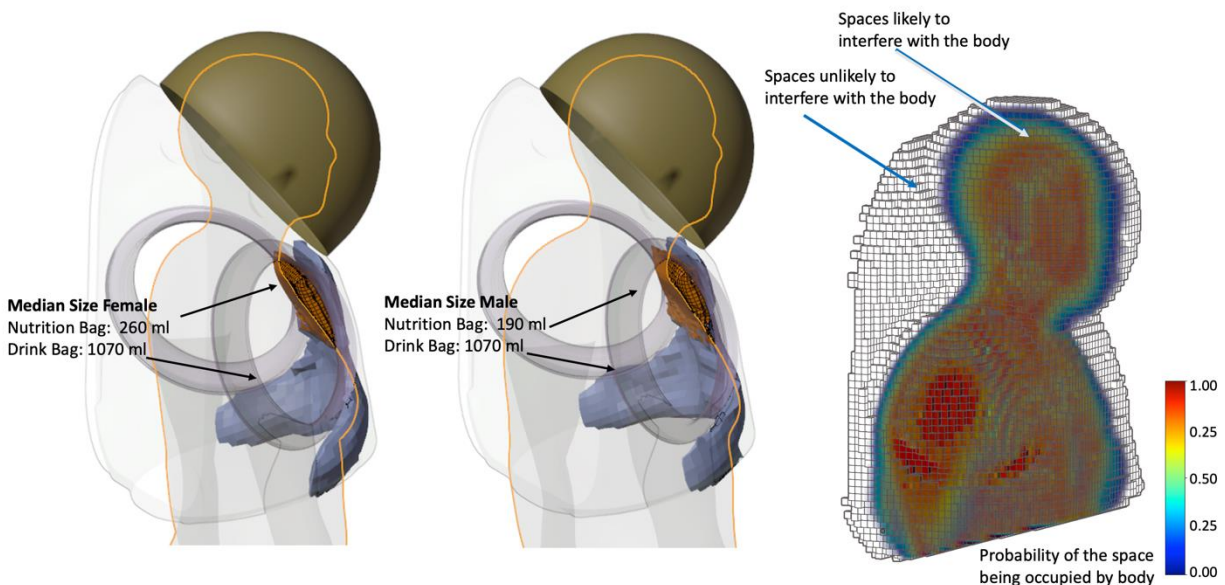 Median Size Female
Nutrition Bag: 260 ml
Drink Bag: 1070 ml
Median Size Male
Nutrition Bag: 190 ml
Drink Bag: 1070 ml
Spaces likely to
interfere with the body
Spaces unlikely to
interfere with the body
1.00
0.25
0.50
0.25
0.00
Probability of the space
being occupied by body